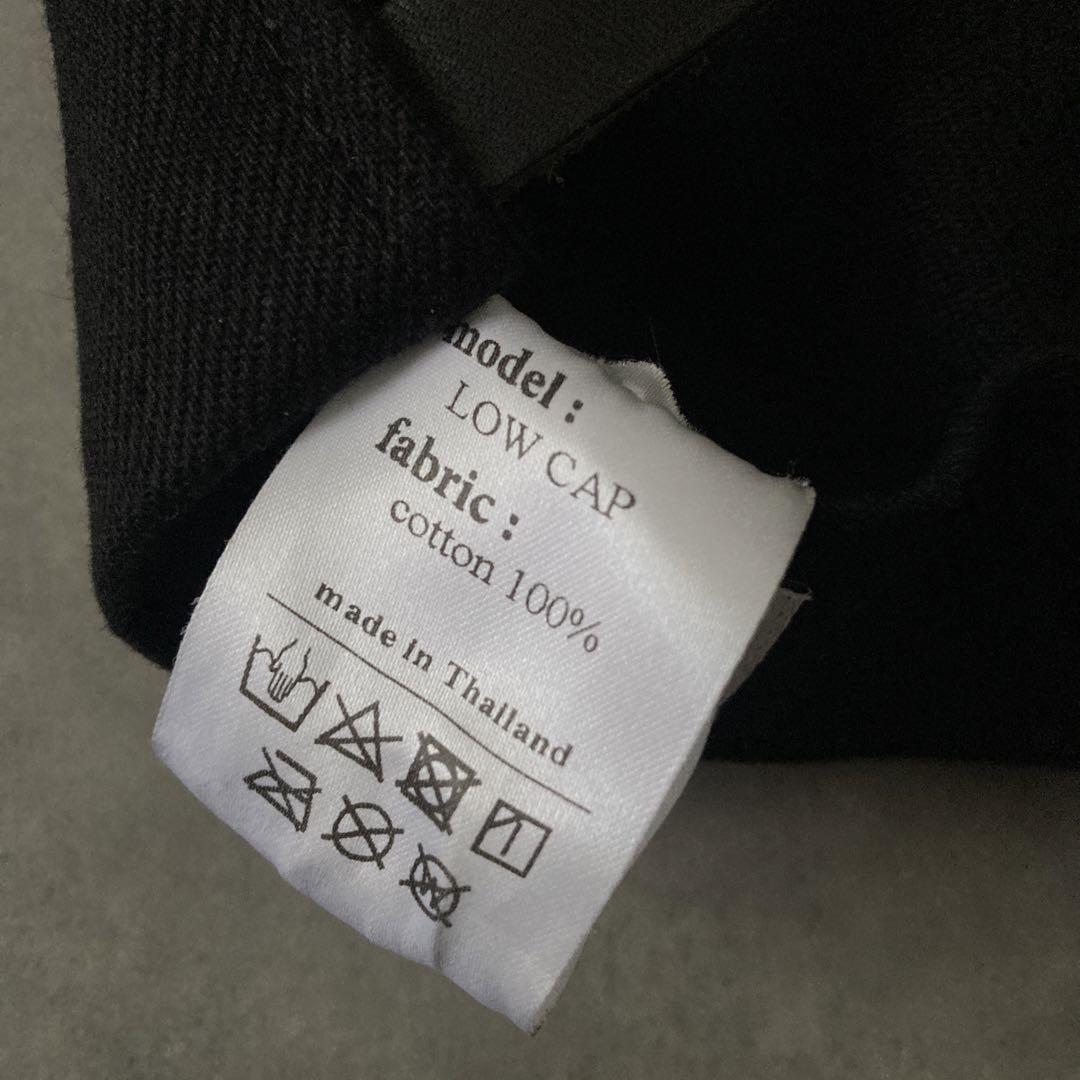 model :
LOW CAP
fabric :
cotton 100%
made in Thailand